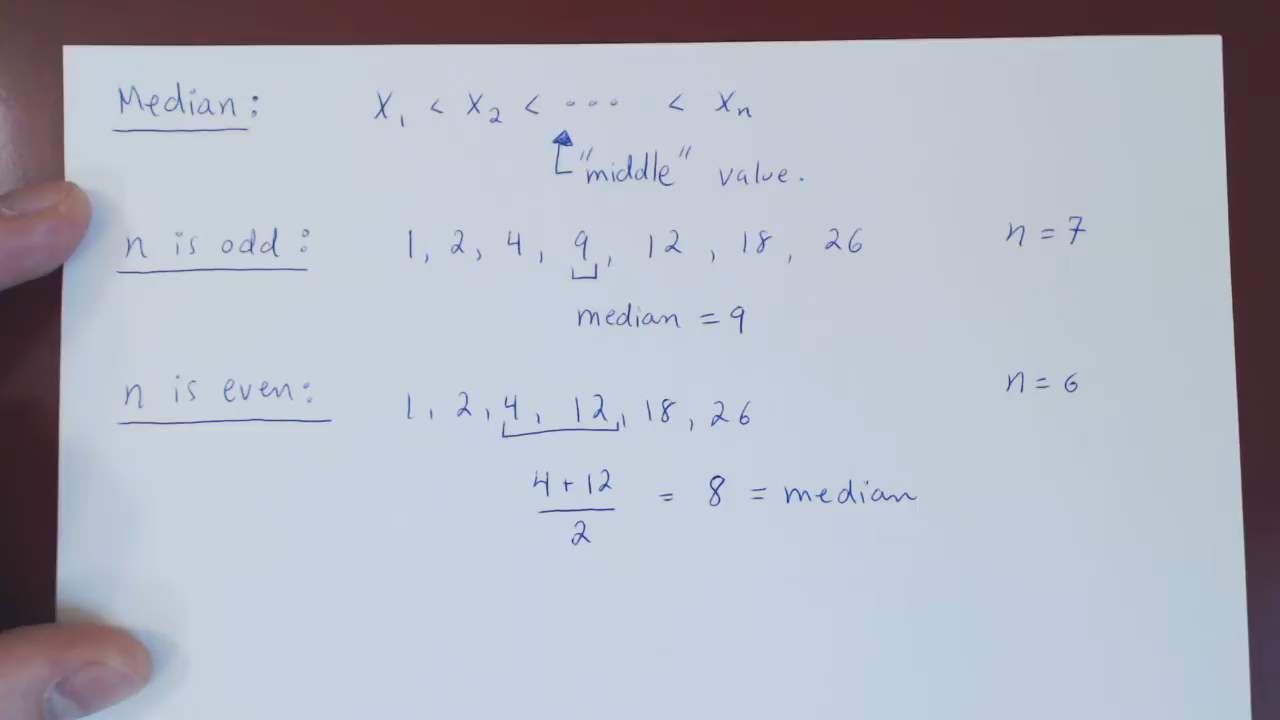 Median: X₁ < X₂ < ... < Xₙ
"middle" value.
n is odd: 1, 2, 4, 9, 12, 18, 26 n = 7
median = 9
n is even: 1, 2, 4, 12, 18, 26 n = 6
4 + 12
2
= 8 = median